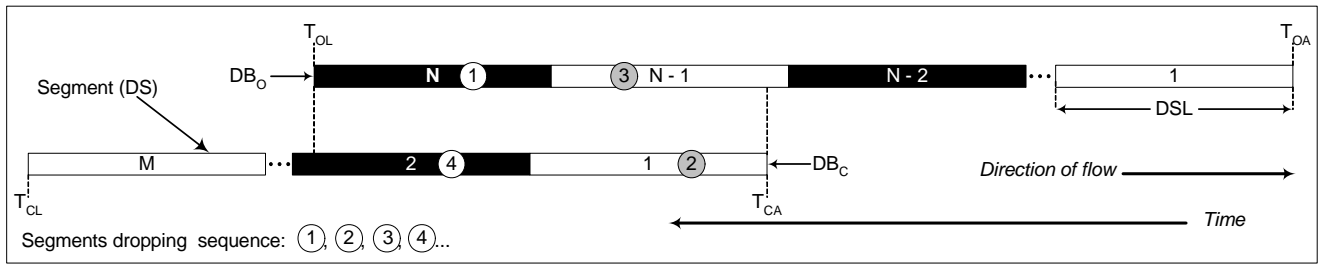 T_OL T_OA
DB_O N 1 3 N - 1 N - 2 ... 1
Segment (DS)
DSL
M ... 2 4 1 2 DB_C
Direction of flow
T_CL T_CA
Time
Segments dropping sequence: 1, 2, 3, 4...